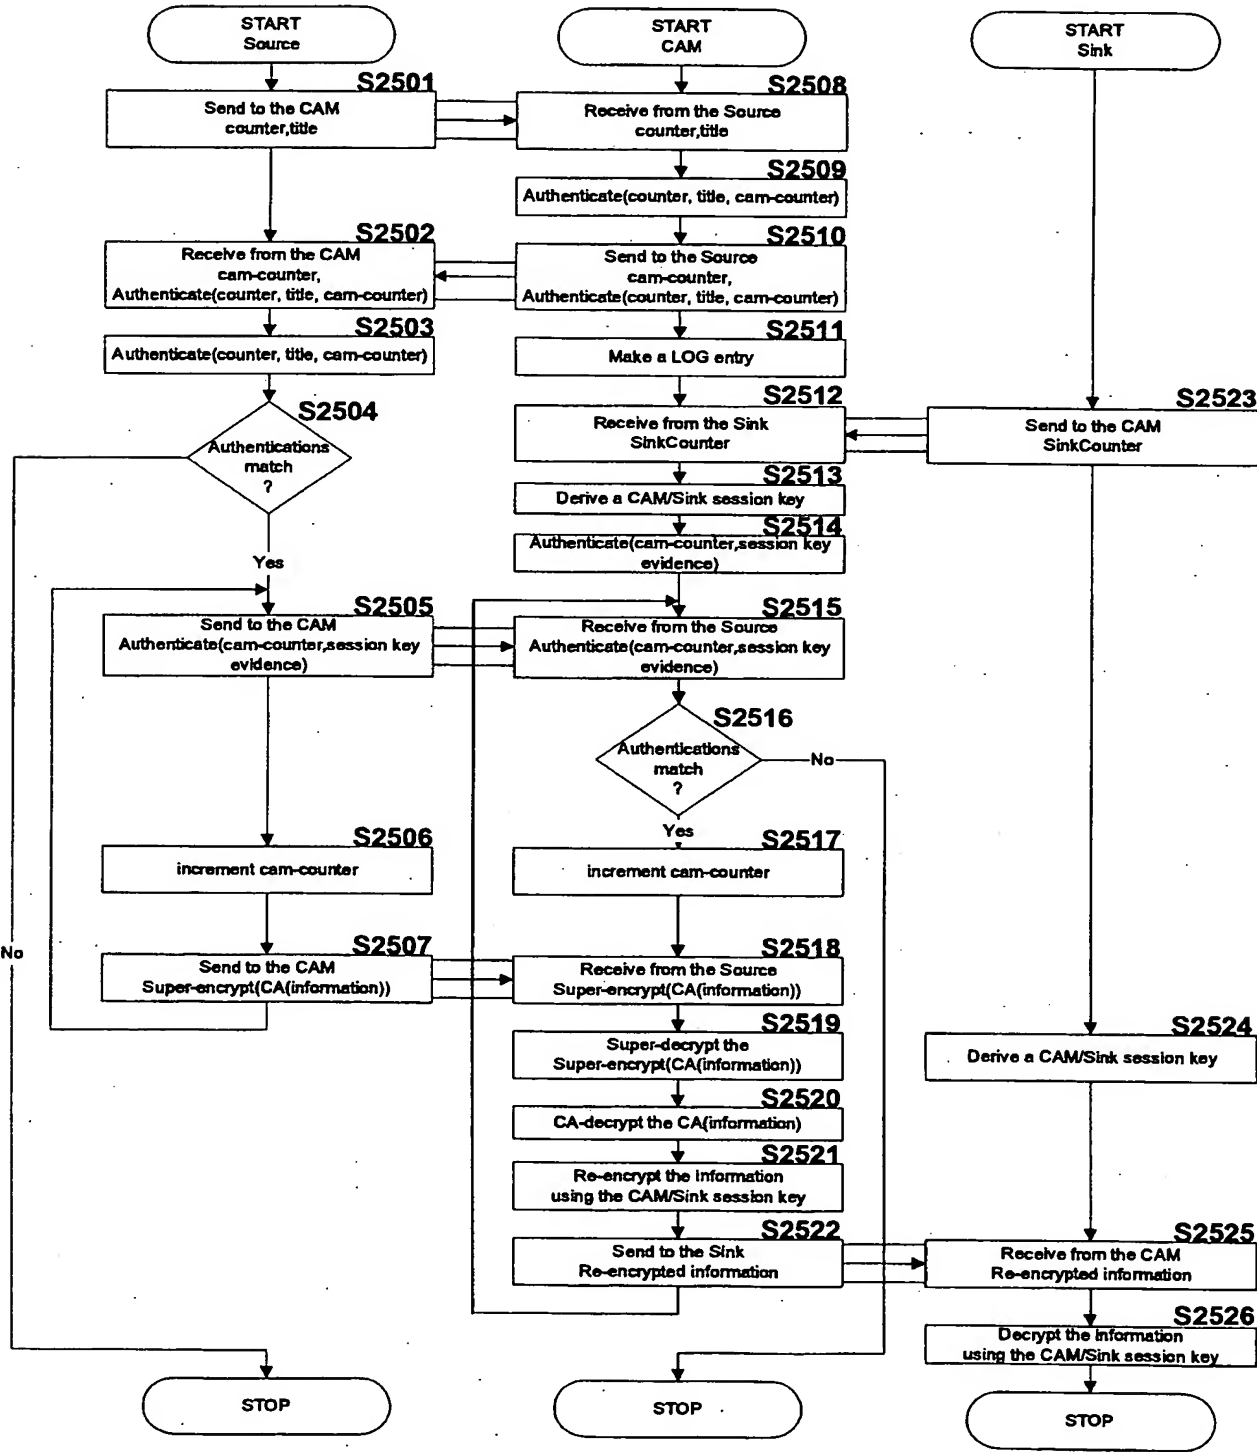 START
Source
S2501
Send to the CAM
counter,title
S2502
Receive from the CAM
cam-counter,
Authenticate(counter, title, cam-counter)
S2503
Authenticate(counter, title, cam-counter)
S2504
Authentications
match
?
Yes
No
S2505
Send to the CAM
Authenticate(cam-counter,session key
evidence)
S2506
increment cam-counter
S2507
Send to the CAM
Super-encrypt(CA(information))
STOP
START
CAM
S2508
Receive from the Source
counter,title
S2509
Authenticate(counter, title, cam-counter)
S2510
Send to the Source
cam-counter,
Authenticate(counter, title, cam-counter)
S2511
Make a LOG entry
S2512
Receive from the Sink
SinkCounter
S2513
Derive a CAM/Sink session key
S2514
Authenticate(cam-counter,session key
evidence)
S2515
Receive from the Source
Authenticate(cam-counter,session key
evidence)
S2516
Authentications
match
?
No
Yes
S2517
increment cam-counter
S2518
Receive from the Source
Super-encrypt(CA(information))
S2519
Super-decrypt the
Super-encrypt(CA(information))
S2520
CA-decrypt the CA(information)
S2521
Re-encrypt the information
using the CAM/Sink session key
S2522
Send to the Sink
Re-encrypted information
STOP
START
Sink
S2523
Send to the CAM
SinkCounter
S2524
Derive a CAM/Sink session key
S2525
Receive from the CAM
Re-encrypted information
S2526
Decrypt the information
using the CAM/Sink session key
STOP